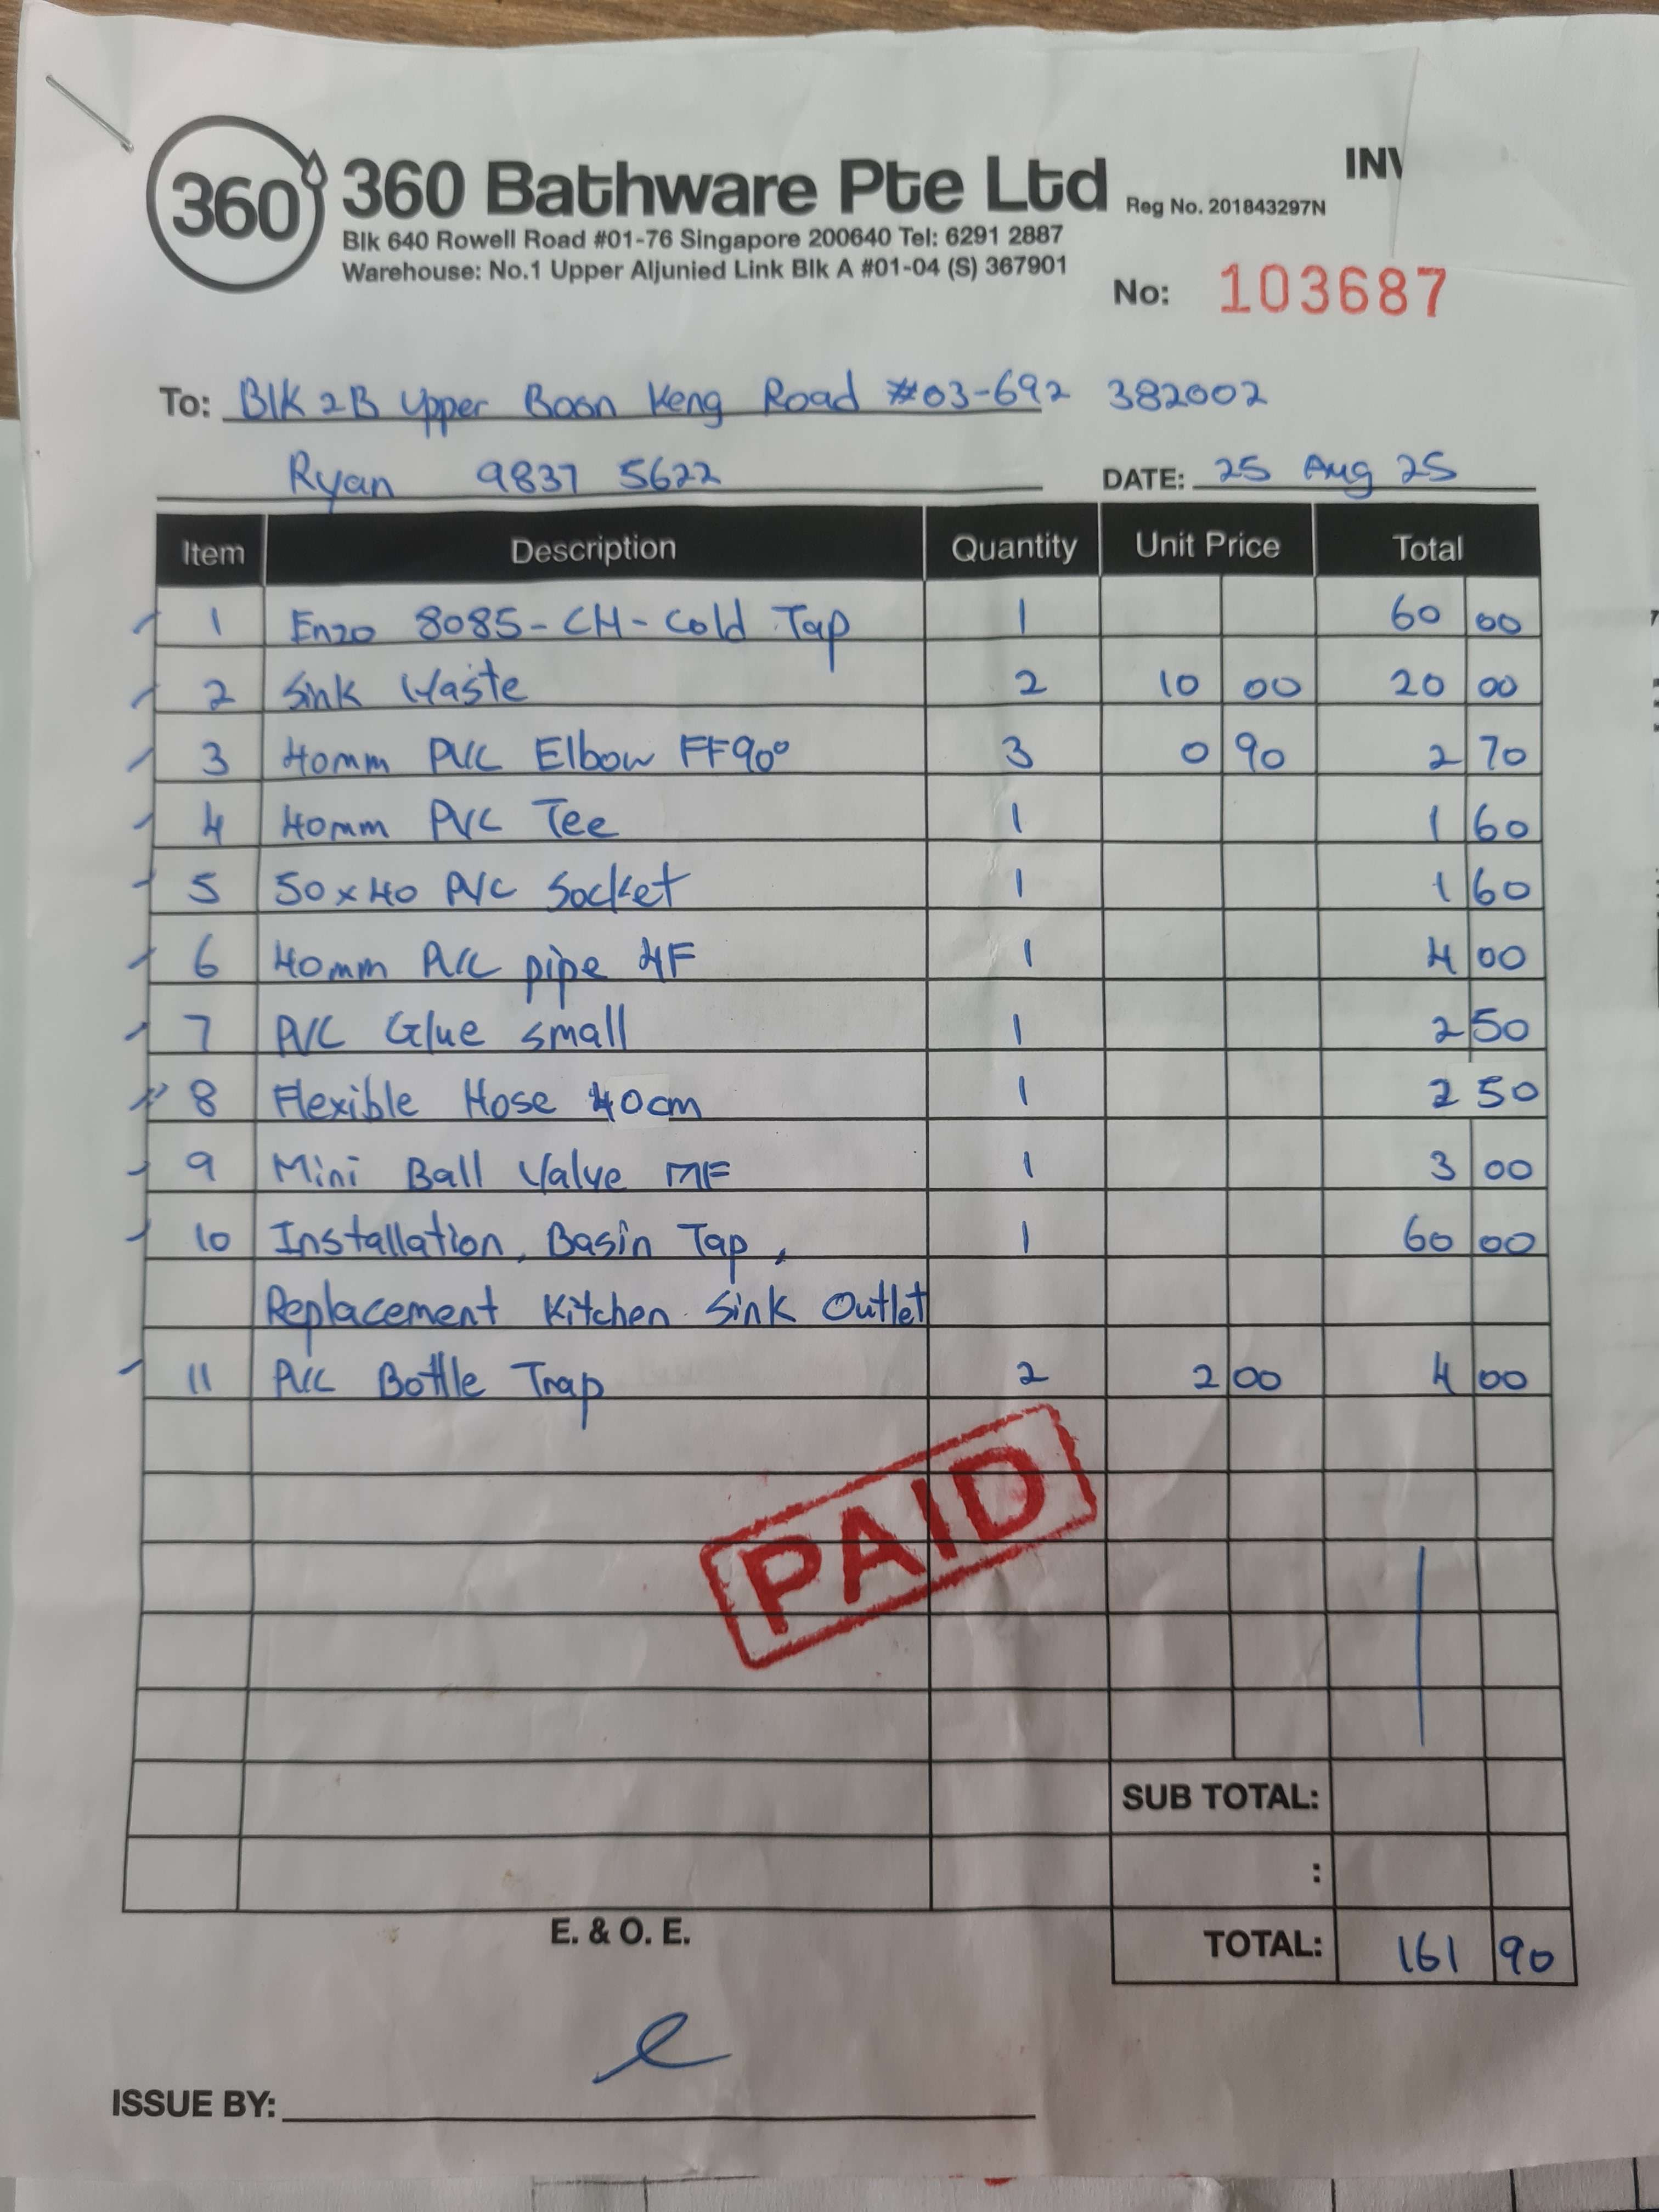 360 360 Bathware Pte Ltd Reg No. 201843297N
INV
Blk 640 Rowell Road #01-76 Singapore 200640 Tel: 6291 2887
Warehouse: No.1 Upper Aljunied Link Blk A #01-04 (S) 367901
No: 103687
To: Blk 2B Upper Boon Keng Road #03-692 382002
Ryan 9837 5622 DATE: 25 Aug 25
Item Description Quantity Unit Price Total
1 Enzo 8085-CH-Cold Tap 1 60 00
2 Sink Waste 2 10 00 20 00
3 40mm PVC Elbow FF90° 3 0 90 2 70
4 40mm PVC Tee 1 1 60
5 50x40 PVC Socket 1 1 60
6 40mm PVC pipe 4F 1 4 00
7 PVC Glue small 1 2 50
8 Flexible Hose 40cm 1 2 50
9 Mini Ball Valve MF 1 3 00
10 Installation, Basin Tap, 1 60 00
Replacement Kitchen Sink Outlet
11 PVC Bottle Trap 2 2 00 4 00
PAID
SUB TOTAL:
:
E. & O. E.
TOTAL: 161 90
ISSUE BY: